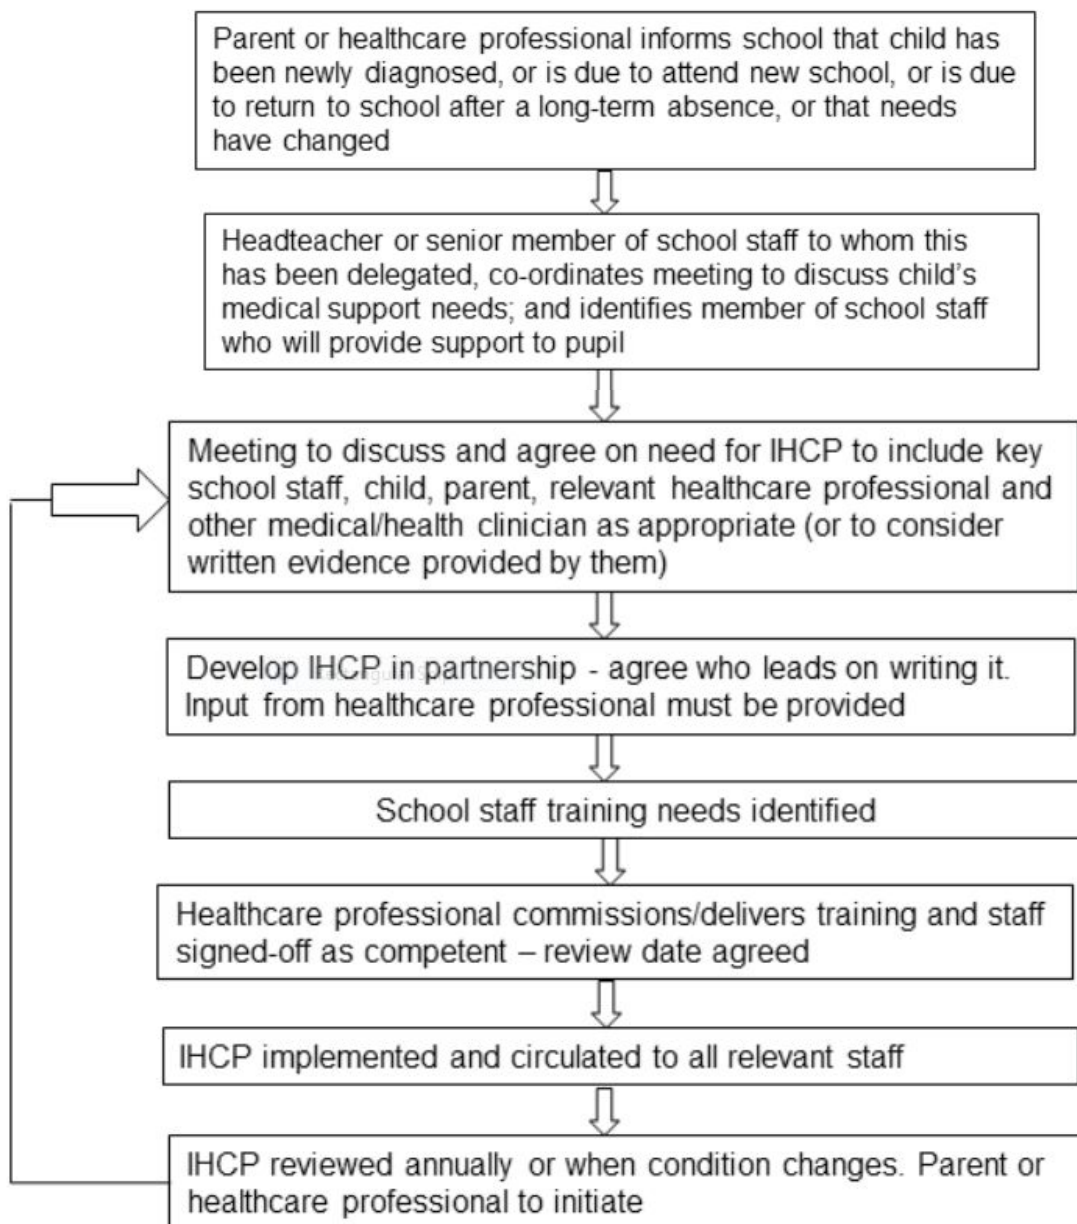 Parent or healthcare professional informs school that child has
been newly diagnosed, or is due to attend new school, or is due
to return to school after a long-term absence, or that needs
have changed
Headteacher or senior member of school staff to whom this
has been delegated, co-ordinates meeting to discuss child's
medical support needs; and identifies member of school staff
who will provide support to pupil
Meeting to discuss and agree on need for IHCP to include key
school staff, child, parent, relevant healthcare professional and
other medical/health clinician as appropriate (or to consider
written evidence provided by them)
Develop IHCP in partnership - agree who leads on writing it.
Input from healthcare professional must be provided
School staff training needs identified
Healthcare professional commissions/delivers training and staff
signed-off as competent – review date agreed
IHCP implemented and circulated to all relevant staff
IHCP reviewed annually or when condition changes. Parent or
healthcare professional to initiate